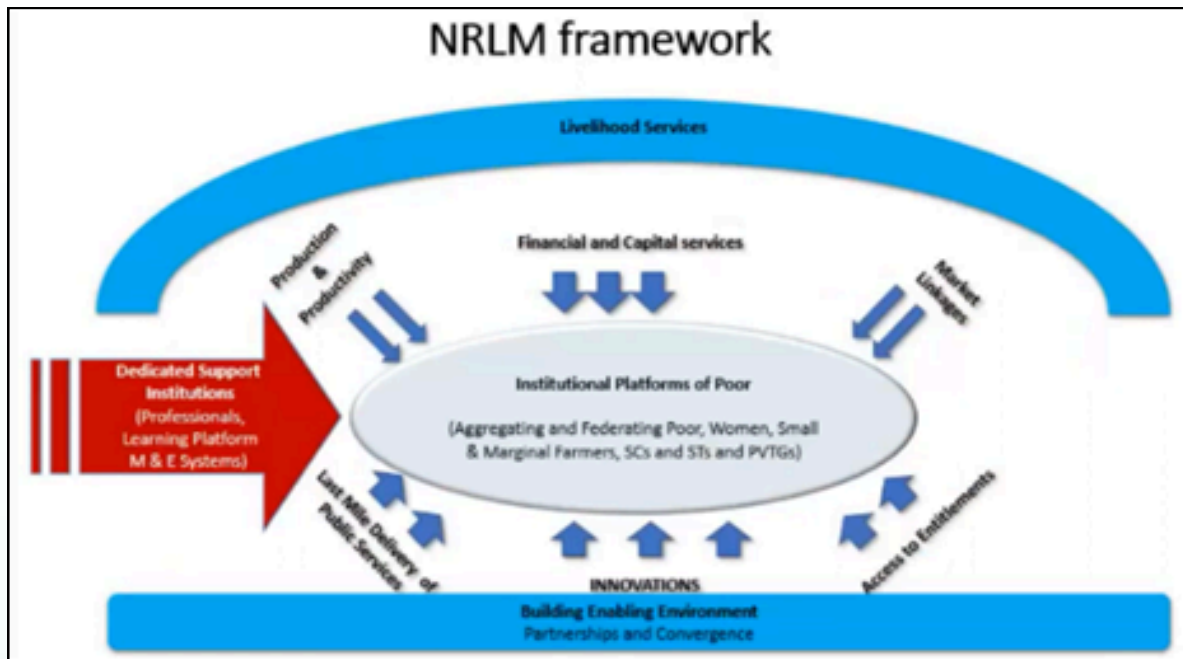 NRLM framework
Livelihood Services
Production
&
Productivity
Financial and Capital services
Market
Linkages
Dedicated Support
Institutions
(Professionals,
Learning Platform
M & E Systems)
Institutional Platforms of Poor
(Aggregating and Federating Poor, Women, Small
& Marginal Farmers, SCs and STs and PVTGs)
Last Mile Delivery of
Public Services
INNOVATIONS
Access to Entitlements
Building Enabling Environment
Partnerships and Convergence